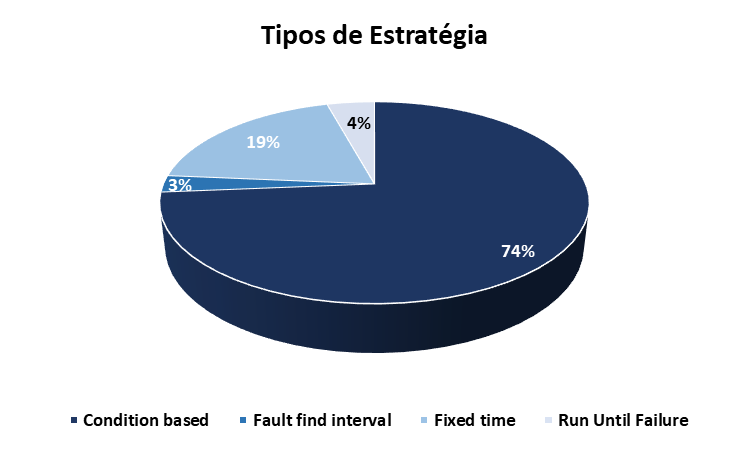 Tipos de Estratégia
4%
19%
3%
74%
Condition based Fault find interval Fixed time Run Until Failure